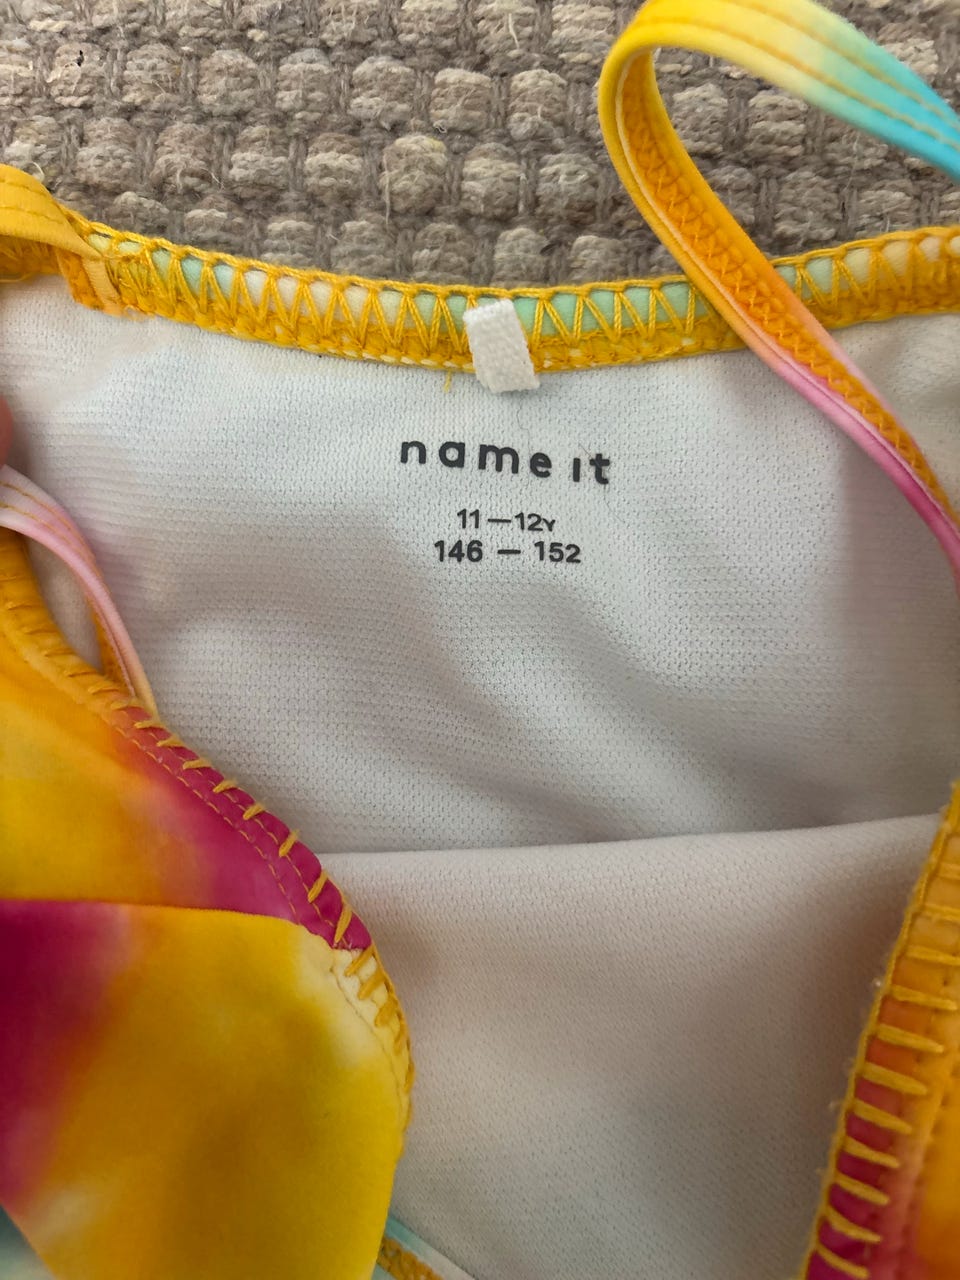 name it
11 – 12Y
146 – 152